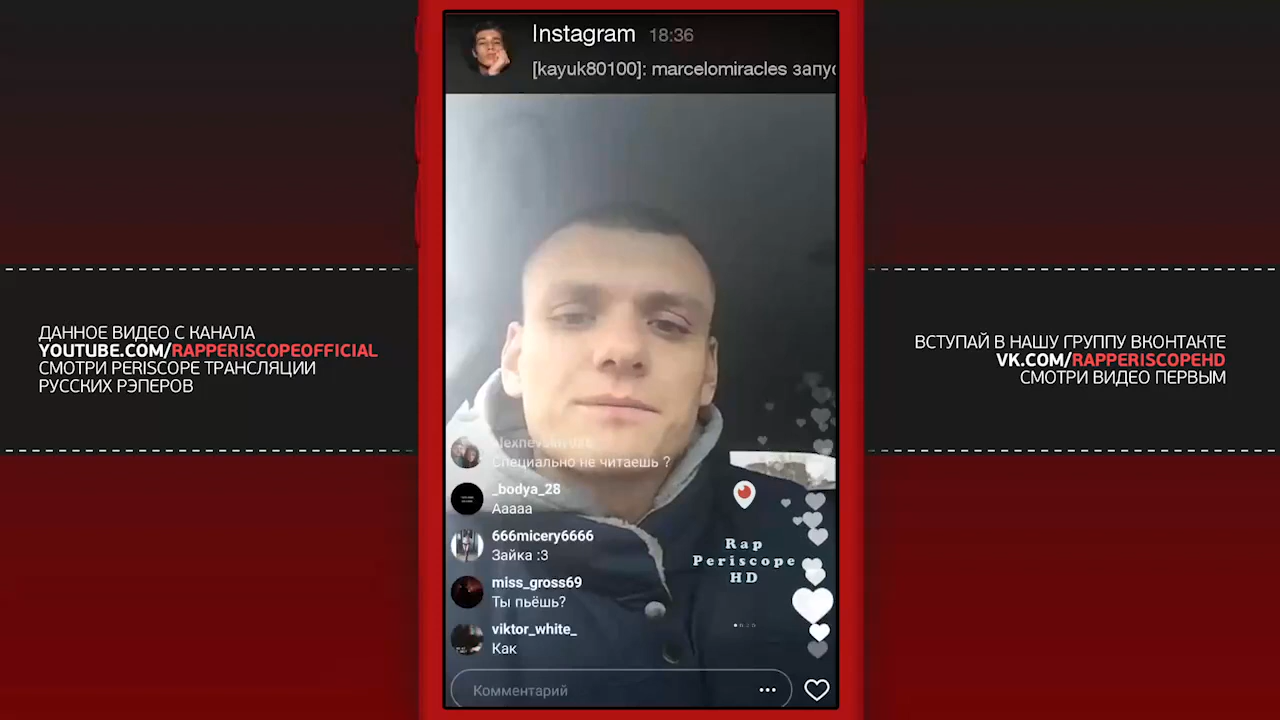 Instagram 18:36
[kayuk80100]: marcelomiracles запус
ДАННОЕ ВИДЕО С КАНАЛА
YOUTUBE.COM/RAPPERISCOPEOFFICIAL
СМОТРИ PERISCOPE ТРАНСЛЯЦИИ
РУССКИХ РЭПЕРОВ
ВСТУПАЙ В НАШУ ГРУППУ ВКОНТАКТЕ
VK.COM/RAPPERISCOPEHD
СМОТРИ ВИДЕО ПЕРВЫМ
Специально не читаешь ?
_bodya_28
Ааааа
666micery6666
Зайка :3
miss_gross69
Ты пьёшь?
viktor_white_
Как
Rap
Periscope
HD
Комментарий